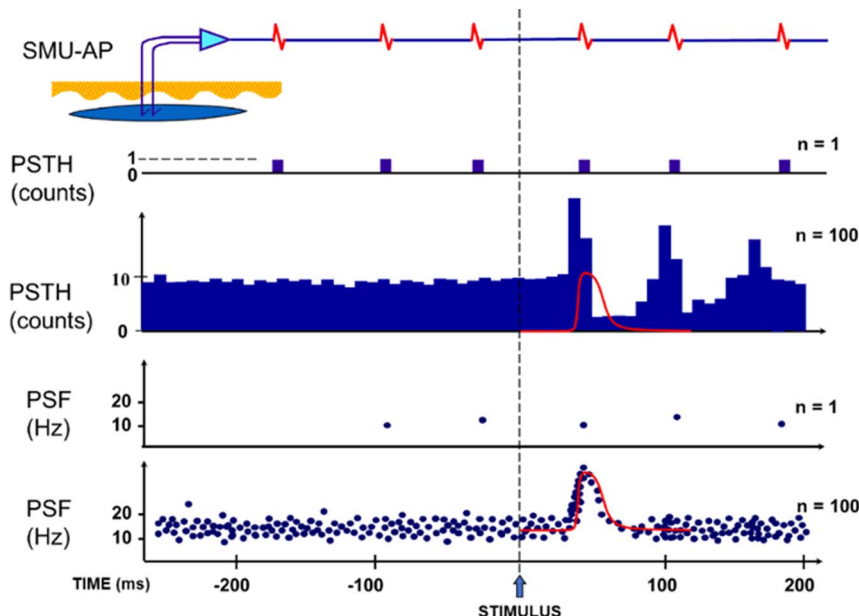 SMU-AP
n = 1
PSTH
(counts)
1
0
n = 100
10
PSTH
(counts)
0
PSF
(Hz)
20
10
n = 1
PSF
(Hz)
20
10
n = 100
TIME (ms)
-200
-100
100
200
STIMULUS